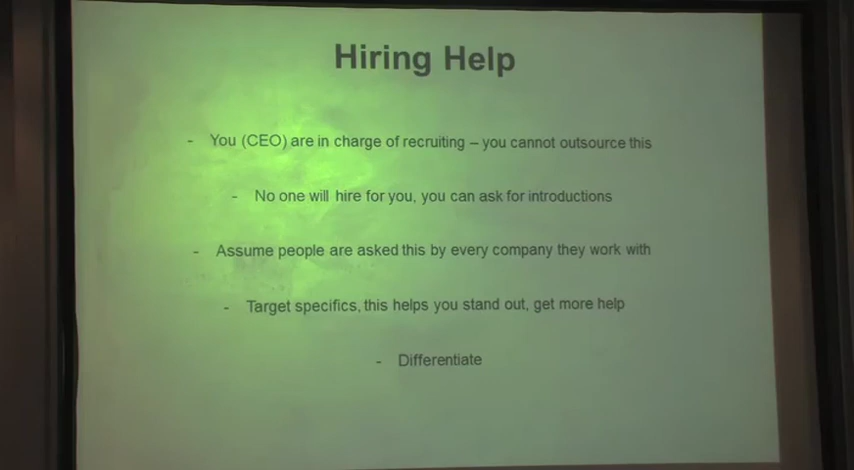 Hiring Help
- You (CEO) are in charge of recruiting – you cannot outsource this
- No one will hire for you, you can ask for introductions
- Assume people are asked this by every company they work with
- Target specifics, this helps you stand out, get more help
- Differentiate